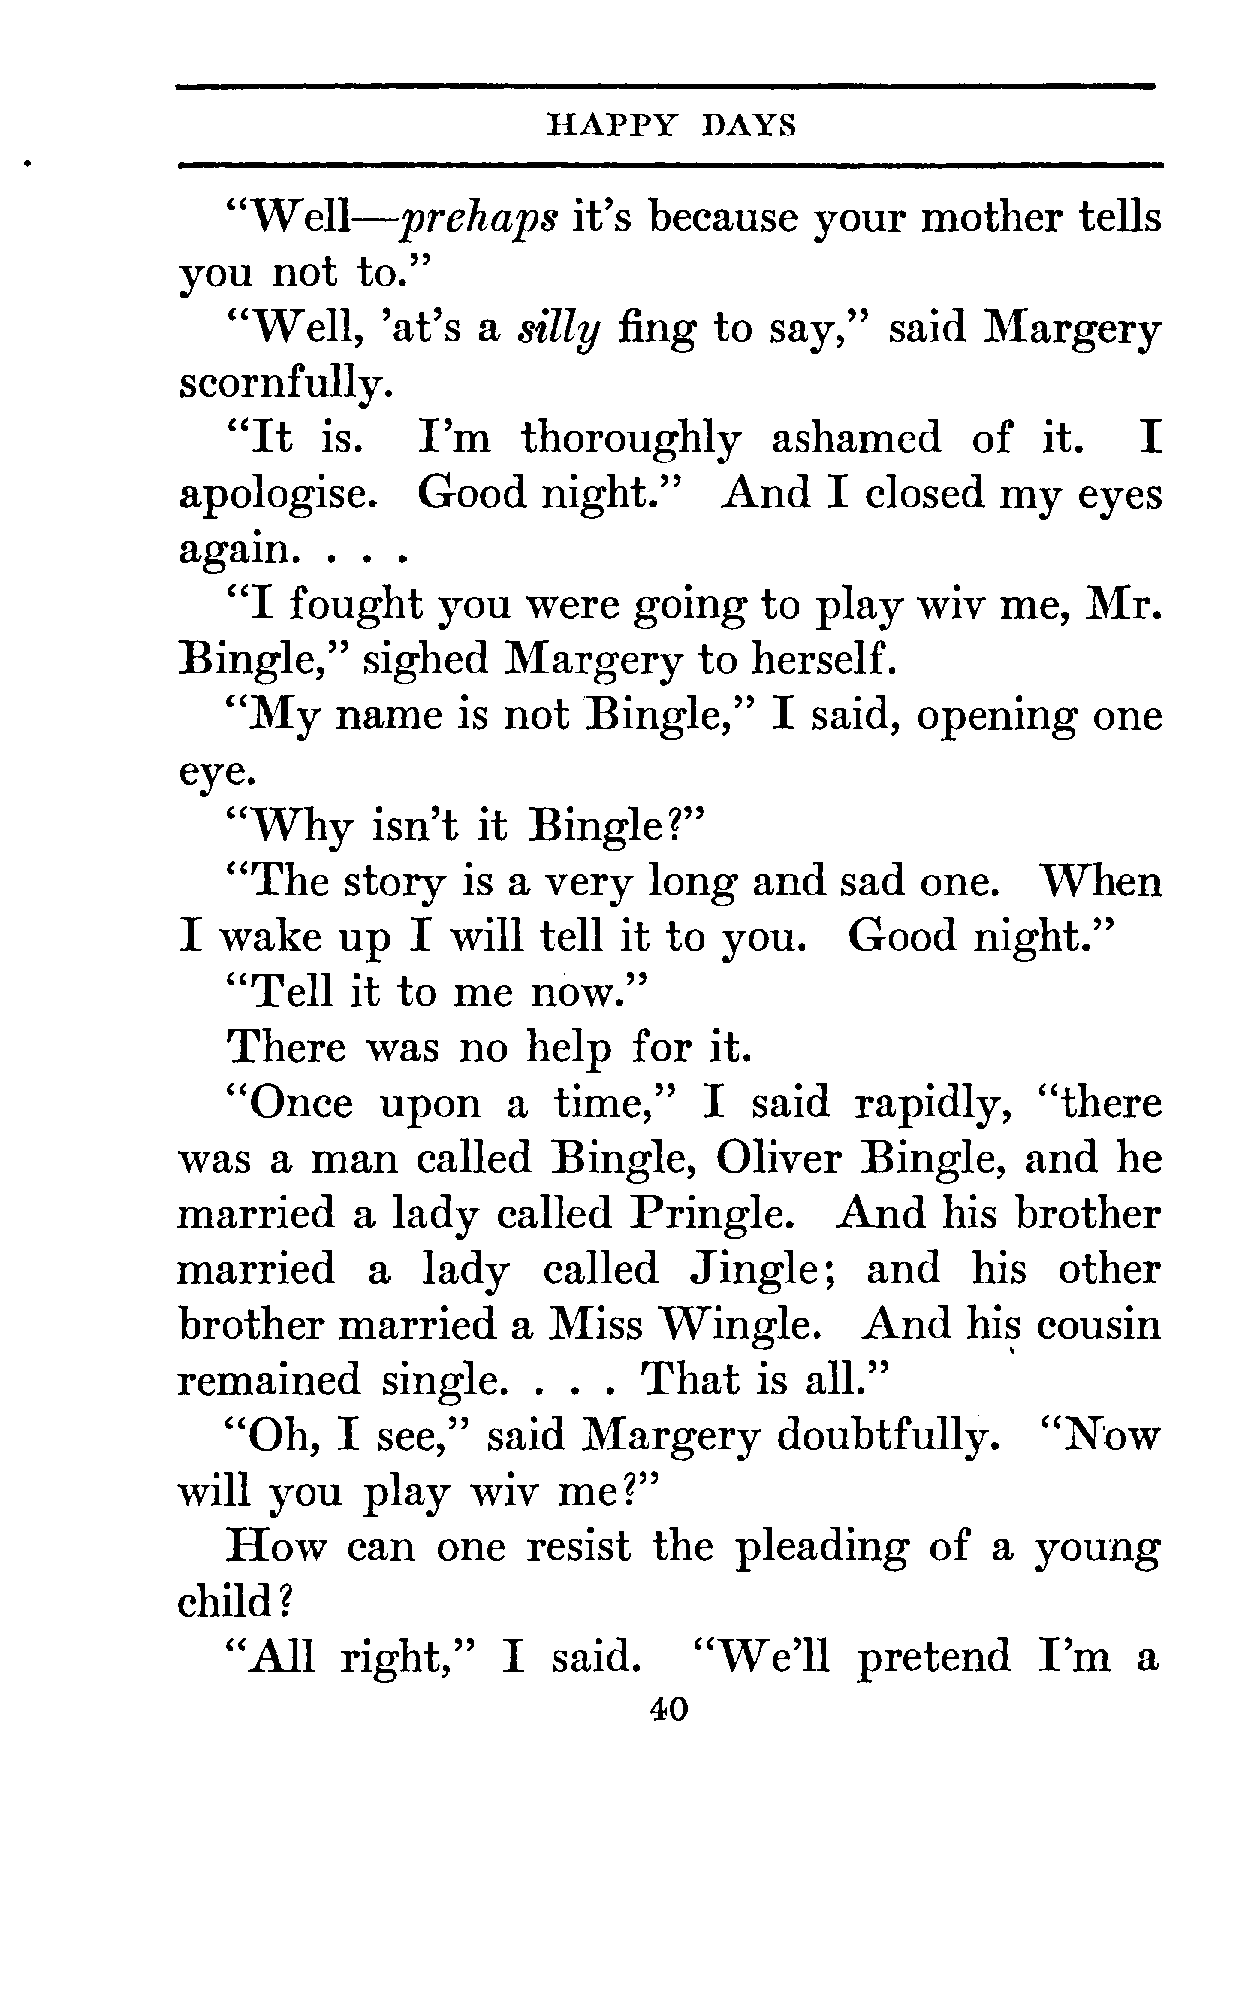 HAPPY DAYS
“Well—prehaps it’s because your mother tells
you not to.”
“Well, ’at’s a silly fing to say,” said Margery
scornfully.
“It is. I’m thoroughly ashamed of it. I
apologise. Good night.” And I closed my eyes
again. . . .
“I fought you were going to play wiv me, Mr.
Bingle,” sighed Margery to herself.
“My name is not Bingle,” I said, opening one
eye.
“Why isn’t it Bingle?”
“The story is a very long and sad one. When
I wake up I will tell it to you. Good night.”
“Tell it to me now.”
There was no help for it.
“Once upon a time,” I said rapidly, “there
was a man called Bingle, Oliver Bingle, and he
married a lady called Pringle. And his brother
married a lady called Jingle; and his other
brother married a Miss Wingle. And his cousin
remained single. . . . That is all.”
“Oh, I see,” said Margery doubtfully. “Now
will you play wiv me?”
How can one resist the pleading of a young
child?
“All right,” I said. “We’ll pretend I’m a
40